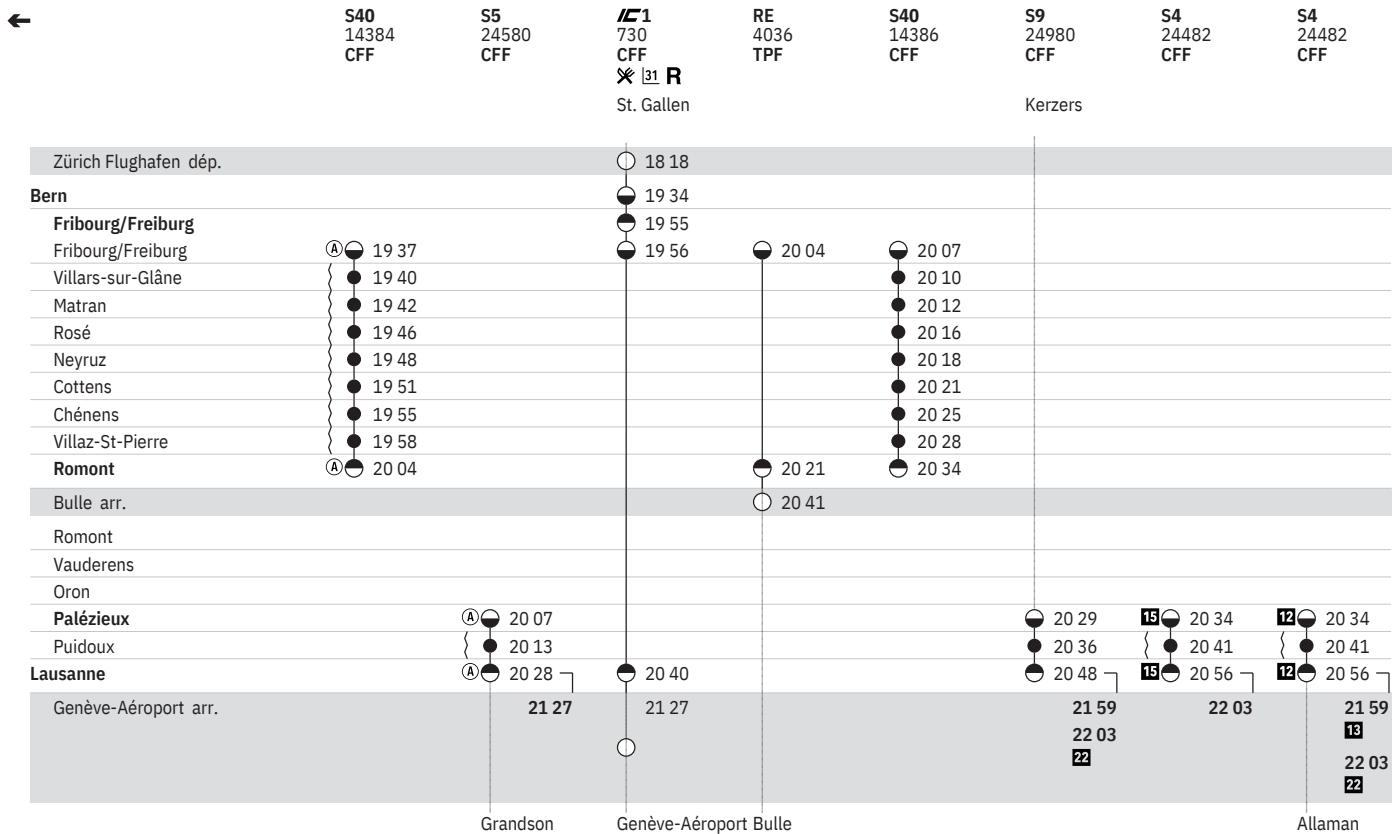 S40 S5 IC1 RE S40 S9 S4 S4
14384 24580 730 4036 14386 24980 24482 24482
CFF CFF CFF TPF CFF CFF CFF CFF
31 R
St. Gallen Kerzers
Zürich Flughafen dép. 18 18
Bern 19 34
Fribourg/Freiburg 19 55
Fribourg/Freiburg A 19 37 19 56 20 04 20 07
Villars-sur-Glâne 19 40 20 10
Matran 19 42 20 12
Rosé 19 46 20 16
Neyruz 19 48 20 18
Cottens 19 51 20 21
Chénens 19 55 20 25
Villaz-St-Pierre 19 58 20 28
Romont A 20 04 20 21 20 34
Bulle arr. 20 41
Romont
Vauderens
Oron
Palézieux A 20 07 20 29 15 20 34 12 20 34
Puidoux 20 13 20 36 20 41 20 41
Lausanne A 20 28 20 40 20 48 15 20 56 12 20 56
Genève-Aéroport arr. 21 27 21 27 21 59 22 03 21 59
22 03 13
22 22 03
22
Grandson Genève-Aéroport Bulle Allaman